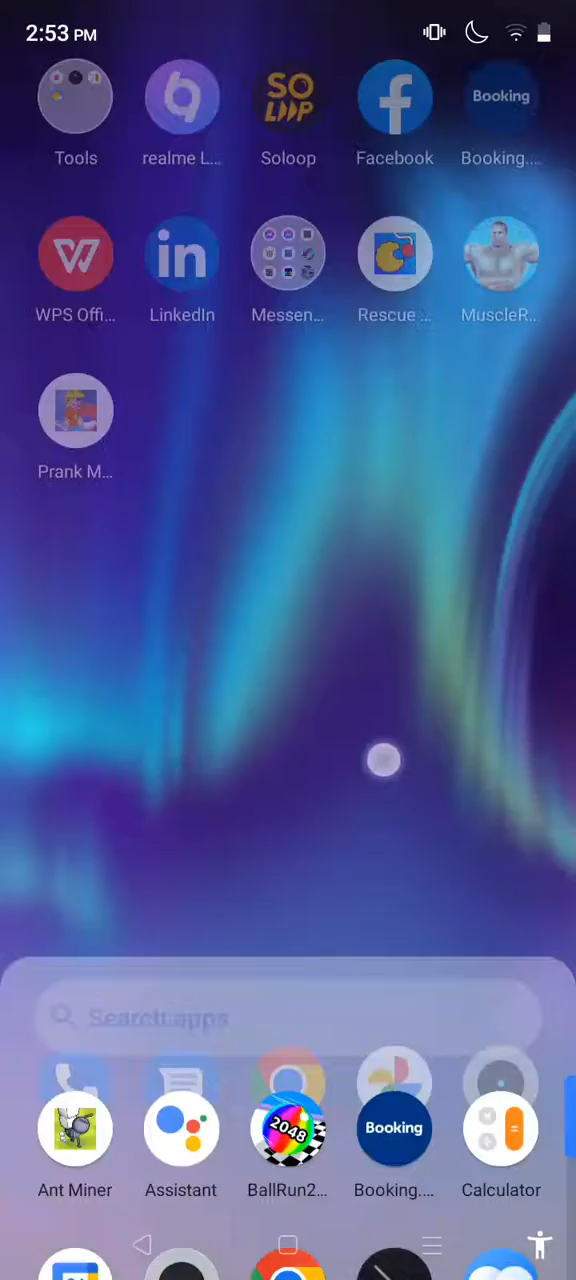 2:53 PM
Tools
realme L...
SO
LOOP
Soloop
Facebook
Booking
Booking....
WPS Offi...
in
LinkedIn
Messen...
Rescue ...
MuscleR..
Prank M...
Search apps
Ant Miner
Assistant
2048
BallRun2...
Booking
Booking....
Calculator